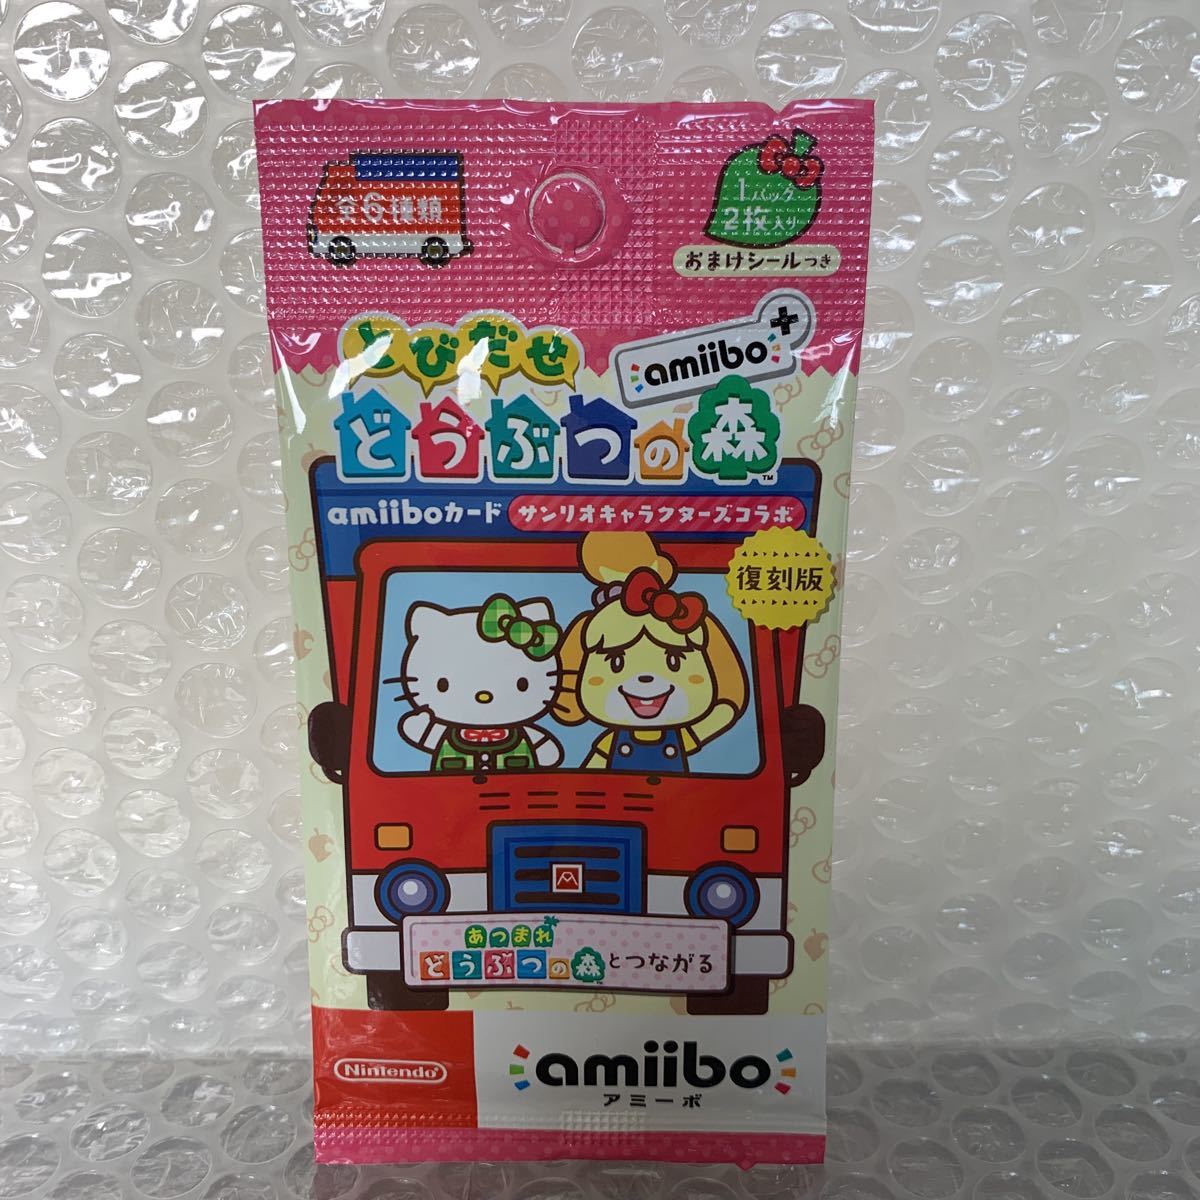 全6種類
1パック
2枚入り
おまけシールつき
とびだせ
どうぶつの森™
amiibo+
amiiboカード サンリオキャラクターズコラボ
復刻版
あつまれ
どうぶつの森™とつながる
Nintendo
amiibo
アミーボ